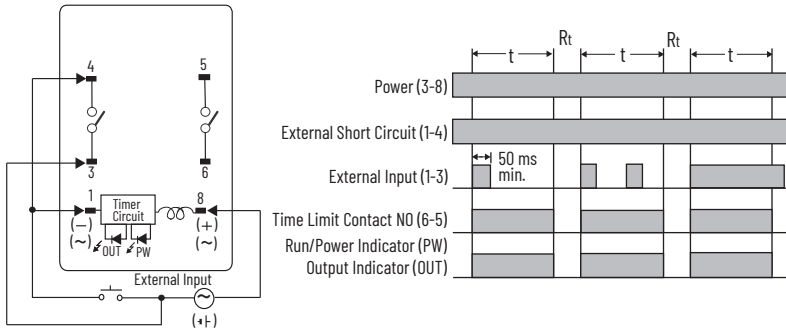 4
5
3
6
1
Timer
Circuit
8
(−)
(~)
(+)
(~)
OUT
PW
External Input
~
Rt Rt
t t t
Power (3-8)
External Short Circuit (1-4)
External Input (1-3)
50 ms
min.
Time Limit Contact NO (6-5)
Run/Power Indicator (PW)
Output Indicator (OUT)